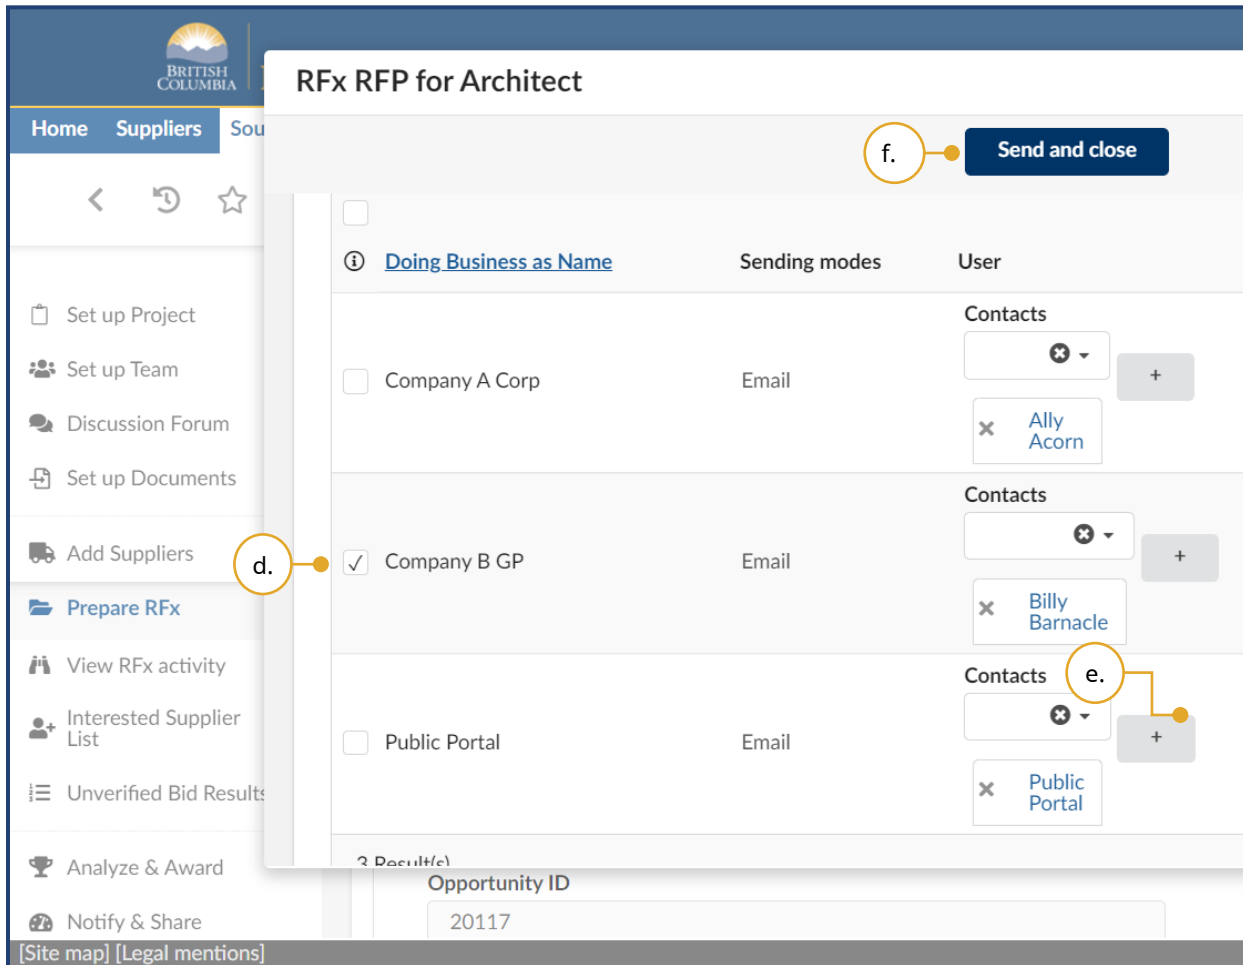 BRITISH
COLUMBIA
RFx RFP for Architect
Home Suppliers Sou
f.
Send and close
Doing Business as Name Sending modes User
Set up Project
Set up Team
Discussion Forum
Set up Documents
Add Suppliers
Prepare RFx
View RFx activity
Interested Supplier
List
Unverified Bid Results
Analyze & Award
Notify & Share
Contacts
Company A Corp Email +
Ally
Acorn
Contacts
d.
Company B GP Email +
Billy
Barnacle
Contacts
e.
Public Portal Email +
Public
Portal
3 Result(s)
Opportunity ID
20117
[Site map] [Legal mentions]